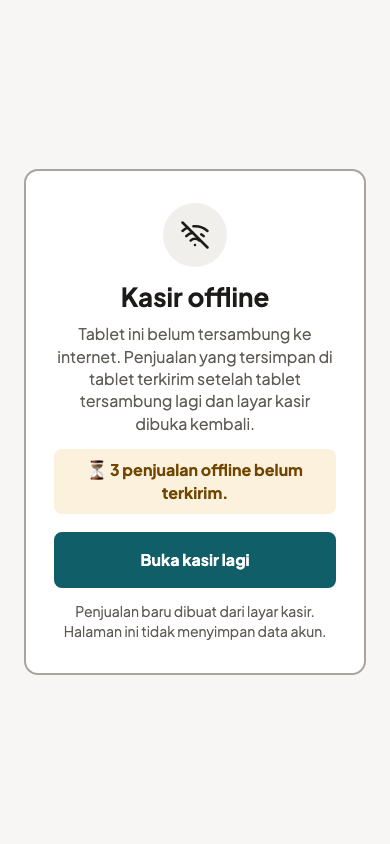 Kasir offline
Tablet ini belum tersambung ke
internet. Penjualan yang tersimpan di
tablet terkirim setelah tablet
tersambung lagi dan layar kasir
dibuka kembali.
⏳ 3 penjualan offline belum
terkirim.
Buka kasir lagi
Penjualan baru dibuat dari layar kasir.
Halaman ini tidak menyimpan data akun.